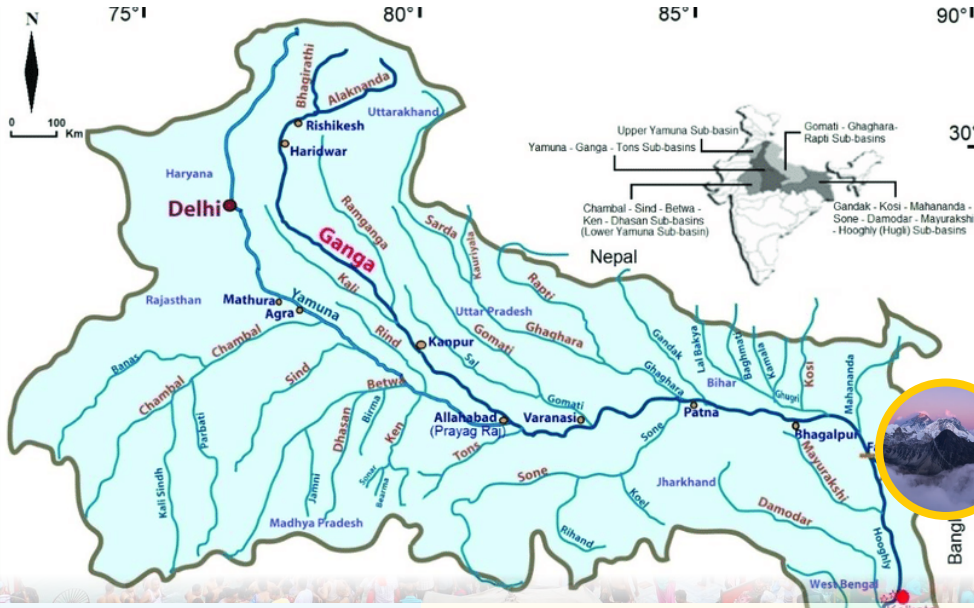 75°
80°
85°
90°
N
0 100
Km
30°
Bhagirathi
Alaknanda
Uttarakhand
Rishikesh
Haridwar
Haryana
Delhi
Upper Yamuna Sub-basin
Yamuna - Ganga - Tons Sub-basins
Gomati - Ghaghara-
Rapti Sub-basins
Chambal - Sind - Betwa -
Ken - Dhasan Sub-basins
(Lower Yamuna Sub-basin)
Gandak - Kosi - Mahananda -
Sone - Damodar - Mayurakshi
- Hooghly (Hugli) Sub-basins
Ramganga
Sarda
Kauriyala
Ganga
Nepal
Kali
Rapti
Rajasthan
Mathura
Agra
Yamuna
Uttar Pradesh
Chambal
Rind
Kanpur
Gomati
Ghaghara
Sal
Gandak
Lal Bakya
Baghmati
Kamala
Kosi
Mahananda
Banas
Chambal
Sind
Betwa
Ghaghara
Bihar
Ghugri
Parbati
Dhasan
Birma
Ken
Allahabad
(Prayag Raj)
Varanasi
Gomati
Patna
Bhagalpur
Kali Sindh
Jamni
Sonar
Bearma
Tons
Sone
Sone
Mayurakshi
Koel
Jharkhand
Damodar
Madhya Pradesh
Rihand
Hooghly
Bangl
West Bengal